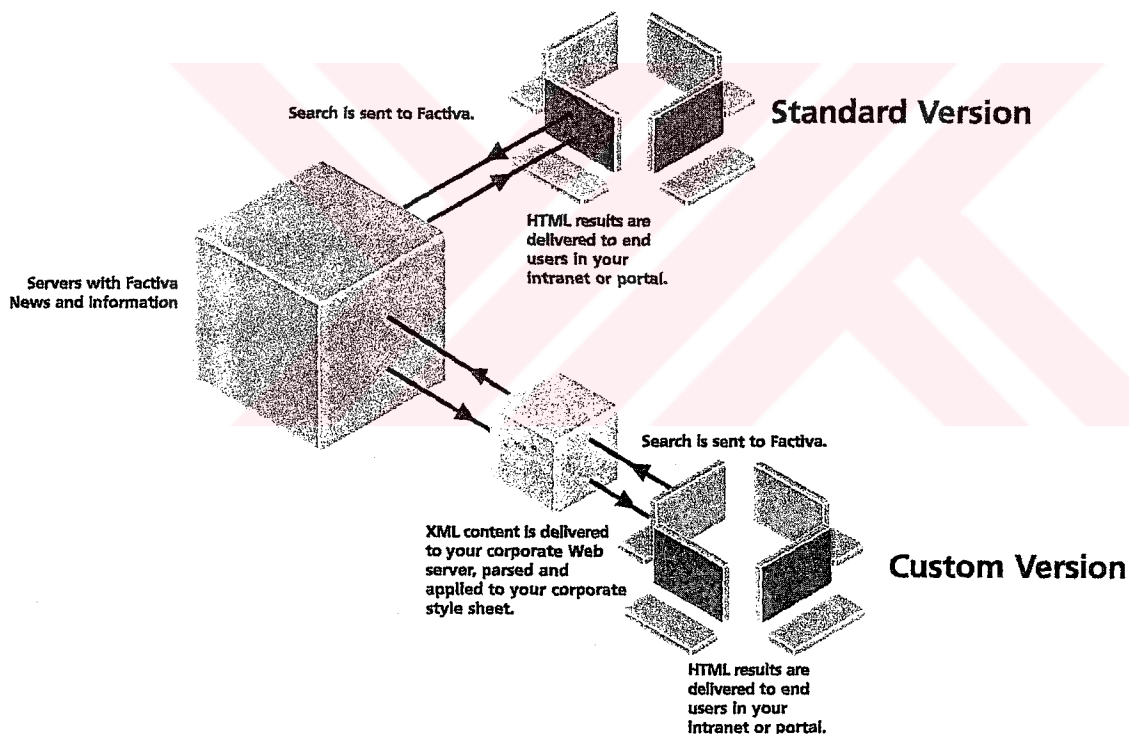 Search is sent to Factiva.
Standard Version
HTML results are
delivered to end
users in your
intranet or portal.
Servers with Factiva
News and Information
Search is sent to Factiva.
XML content is delivered
to your corporate Web
server, parsed and
applied to your corporate
style sheet.
Custom Version
HTML results are
delivered to end
users in your
intranet or portal.